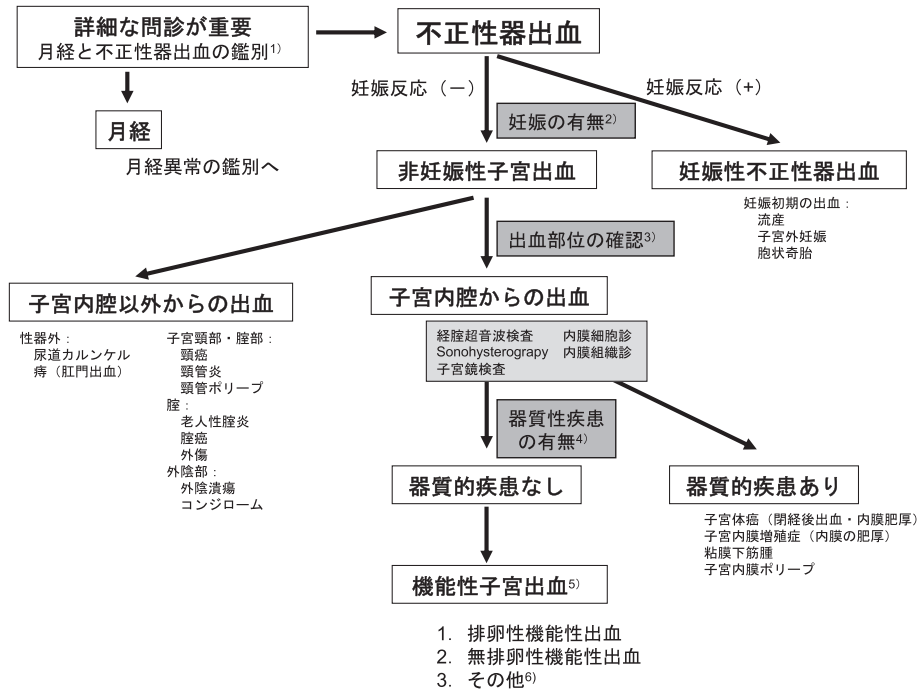 詳細な問診が重要
月経と不正性器出血の鑑別1)
不正性器出血
妊娠反応（－）
妊娠反応（+）
月経
妊娠の有無2)
月経異常の鑑別へ
非妊娠性子宮出血
妊娠性不正性器出血
妊娠初期の出血：
流産
子宮外妊娠
胞状奇胎
出血部位の確認3)
子宮内腔以外からの出血
子宮内腔からの出血
性器外：
尿道カルンケル
痔（肛門出血）
子宮頸部・腟部：
頸癌
頸管炎
頸管ポリープ
腟：
老人性腟炎
腟癌
外傷
外陰部：
外陰潰瘍
コンジローム
経腟超音波検査
Sonohysterograpy
子宮鏡検査
内膜細胞診
内膜組織診
器質性疾患
の有無4)
器質的疾患なし
器質的疾患あり
子宮体癌（閉経後出血・内膜肥厚）
子宮内膜増殖症（内膜の肥厚）
粘膜下筋腫
子宮内膜ポリープ
機能性子宮出血5)
1. 排卵性機能性出血
2. 無排卵性機能性出血
3. その他6)